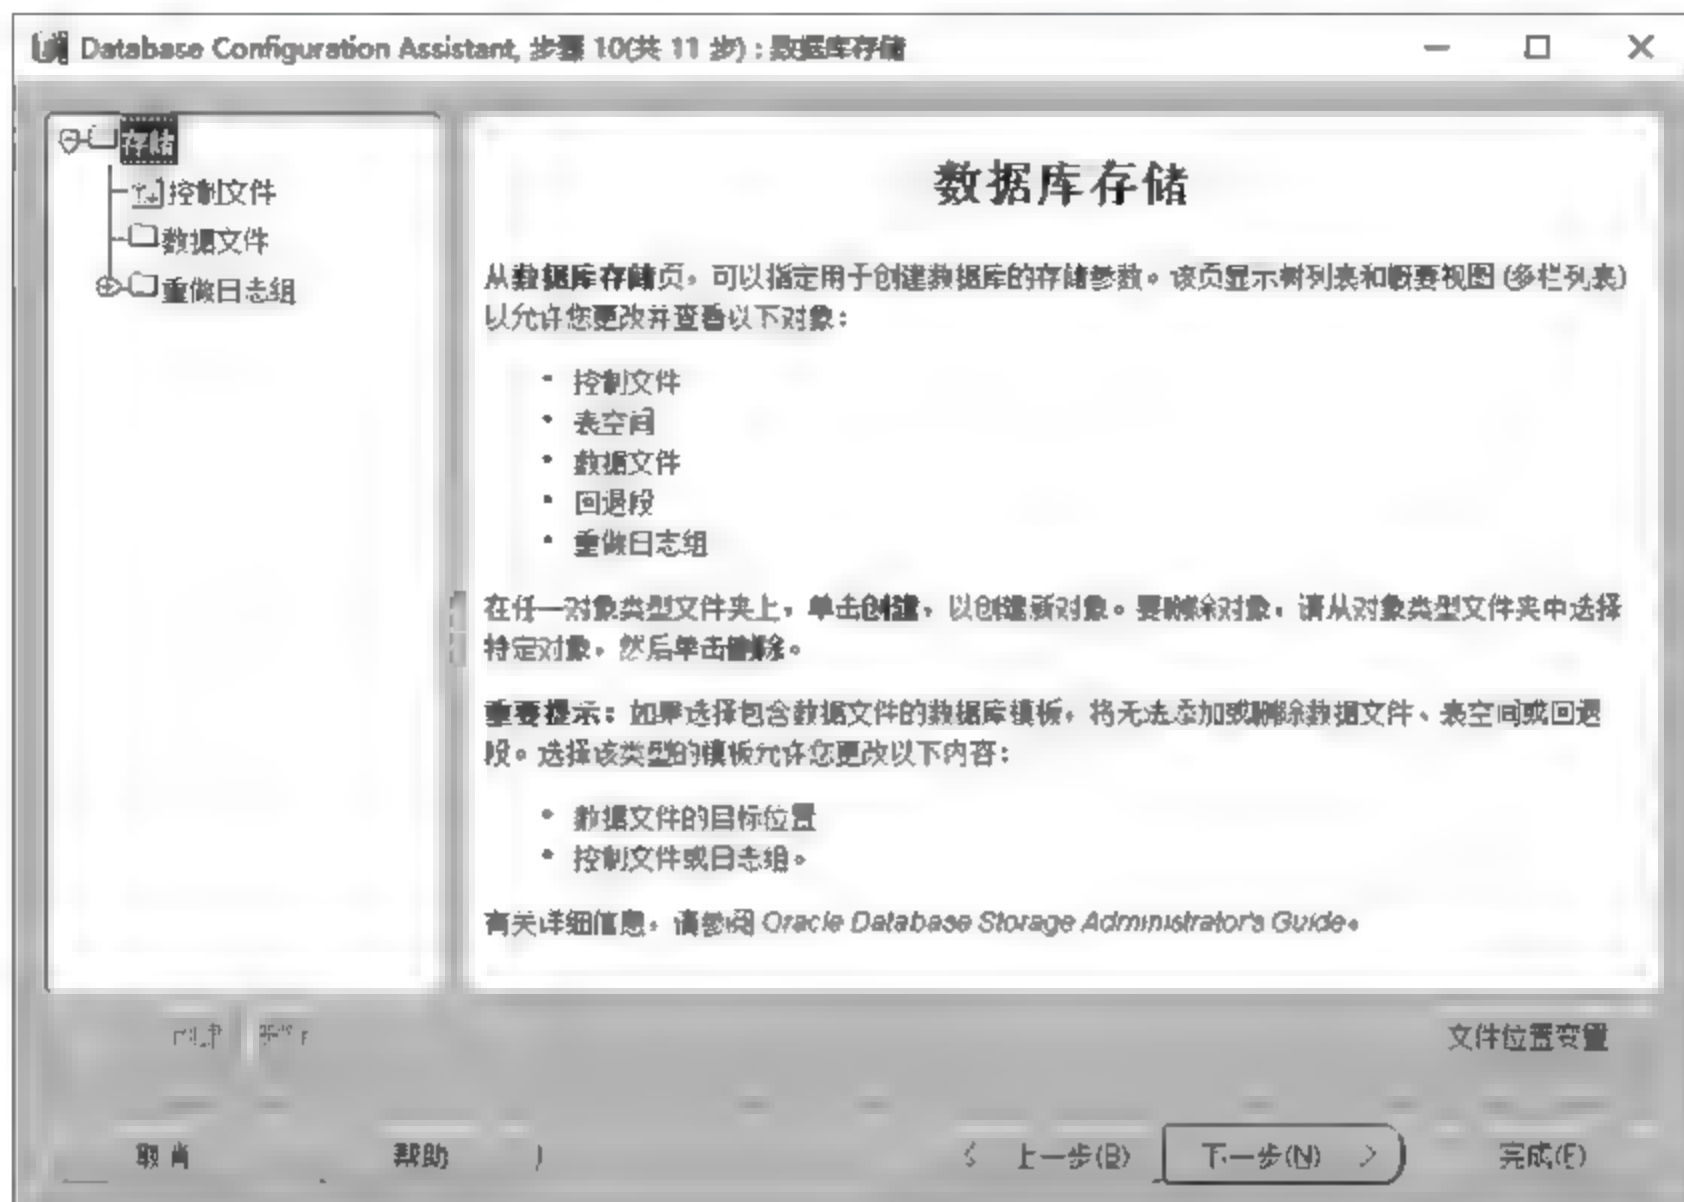 Database Configuration Assistant, 步骤 10(共 11 步) : 数据库存储
存储
控制文件
数据文件
重做日志组
数据库存储
从数据库存储页，可以指定用于创建数据库的存储参数。该页显示树列表和概要视图 (多栏列表)
以允许您更改并查看以下对象：
• 控制文件
• 表空间
• 数据文件
• 回退段
• 重做日志组
在任一对象类型文件夹上，单击创建，以创建新对象。要删除对象，请从对象类型文件夹中选择
特定对象，然后单击删除。
重要提示：如果选择包含数据文件的数据库模板，将无法添加或删除数据文件、表空间或回退
段。选择该类型的模板允许您更改以下内容：
• 数据文件的目标位置
• 控制文件或日志组。
有关详细信息，请参阅 Oracle Database Storage Administrator's Guide。
文件位置变量
取消 帮助 上一步(B) 下一步(N) 完成(F)